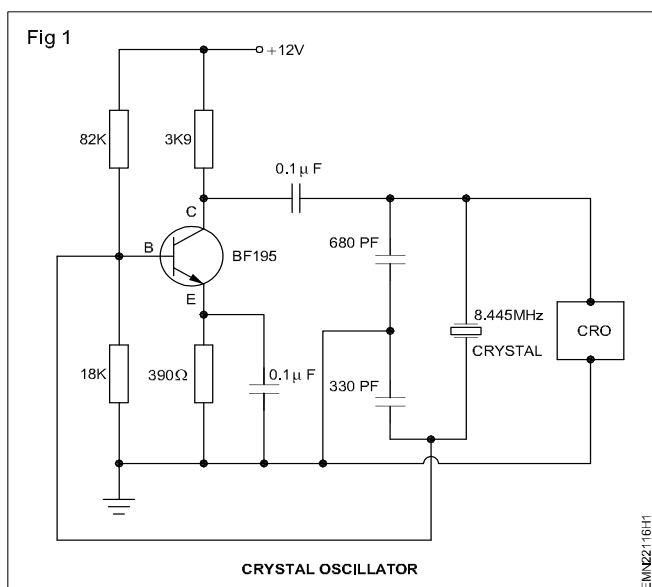 Fig 1
+12V
82K
3K9
0.1μF
C
B
BF195
680 PF
E
8.445MHz
CRYSTAL
CRO
18K
390Ω
0.1μF
330 PF
CRYSTAL OSCILLATOR
EMN22116H1